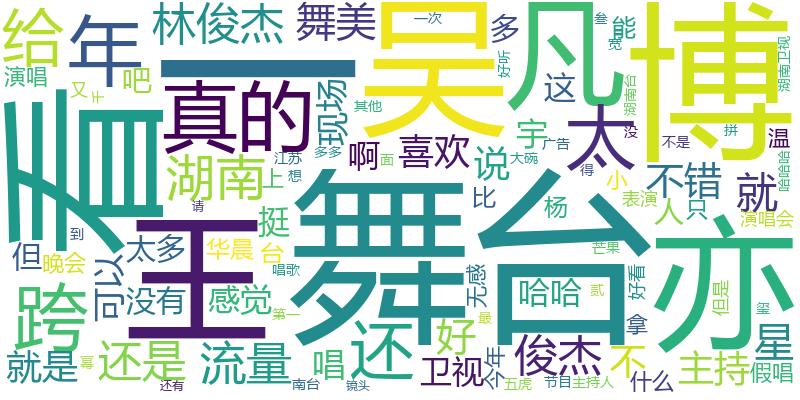 给
年
林俊杰
舞美
吴
多
能
叁
宽
凡
博
湖南卫视
一次
好听
演唱
又
牛
吧
一
真的
现场
其他
这
湖南台
看
宇
广告
太
没
拼
不是
温
江苏
多多
啊
喜欢
说
大碗
得
哈哈哈
湖南
上
想
面
不错
就
王
舞台
比
杨
小
表演
人
只
演唱会
请
挺
到
但
晚会
太多
华晨
台
亦
可以
唱歌
无感
芒果
没有
感觉
哈哈
贰
好看
但是
跨
第一
最
拿
玺
星
还
好
就是
幂
还是
流量
唱
卫视
今年
俊杰
不
主持
假唱
还有
南台
镜头
五虎
节目
主持人
什么